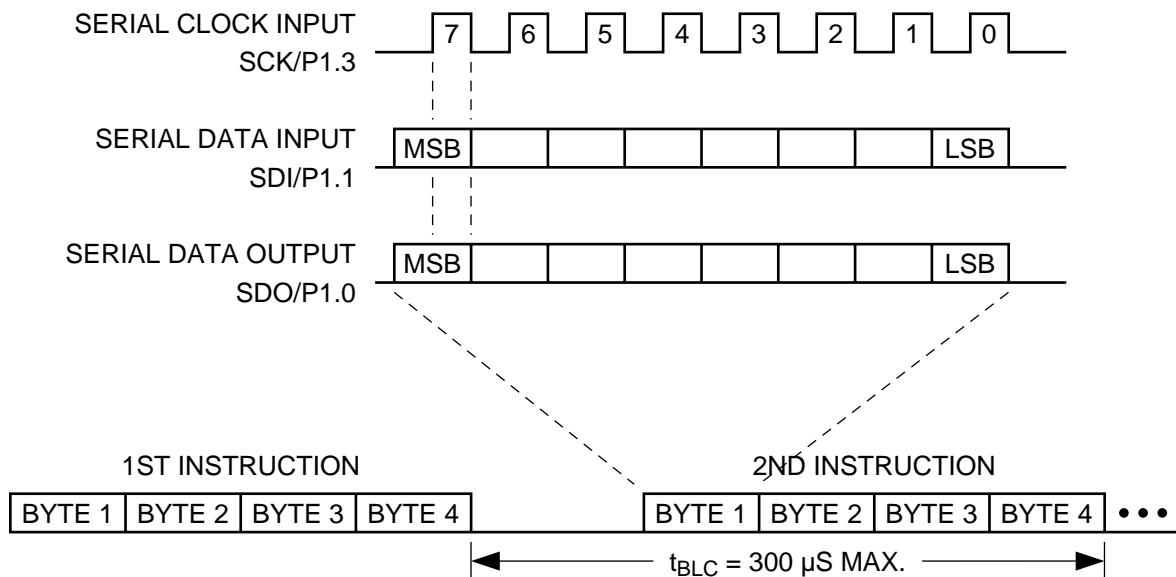 SERIAL CLOCK INPUT
SCK/P1.3
7 6 5 4 3 2 1 0
SERIAL DATA INPUT
SDI/P1.1
MSB LSB
SERIAL DATA OUTPUT
SDO/P1.0
MSB LSB
1ST INSTRUCTION 2ND INSTRUCTION
BYTE 1 BYTE 2 BYTE 3 BYTE 4 BYTE 1 BYTE 2 BYTE 3 BYTE 4 •••
tBLC = 300 µS MAX.